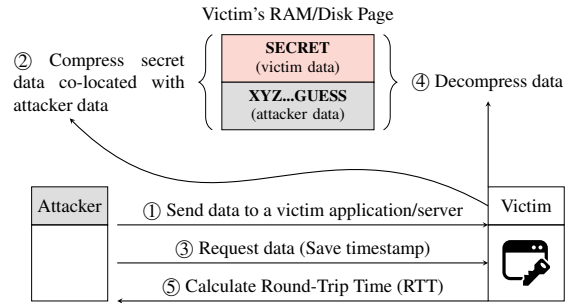 Victim's RAM/Disk Page
② Compress secret
data co-located with
attacker data
SECRET
(victim data)
XYZ...GUESS
(attacker data)
④ Decompress data
Attacker
① Send data to a victim application/server
Victim
③ Request data (Save timestamp)
⑤ Calculate Round-Trip Time (RTT)